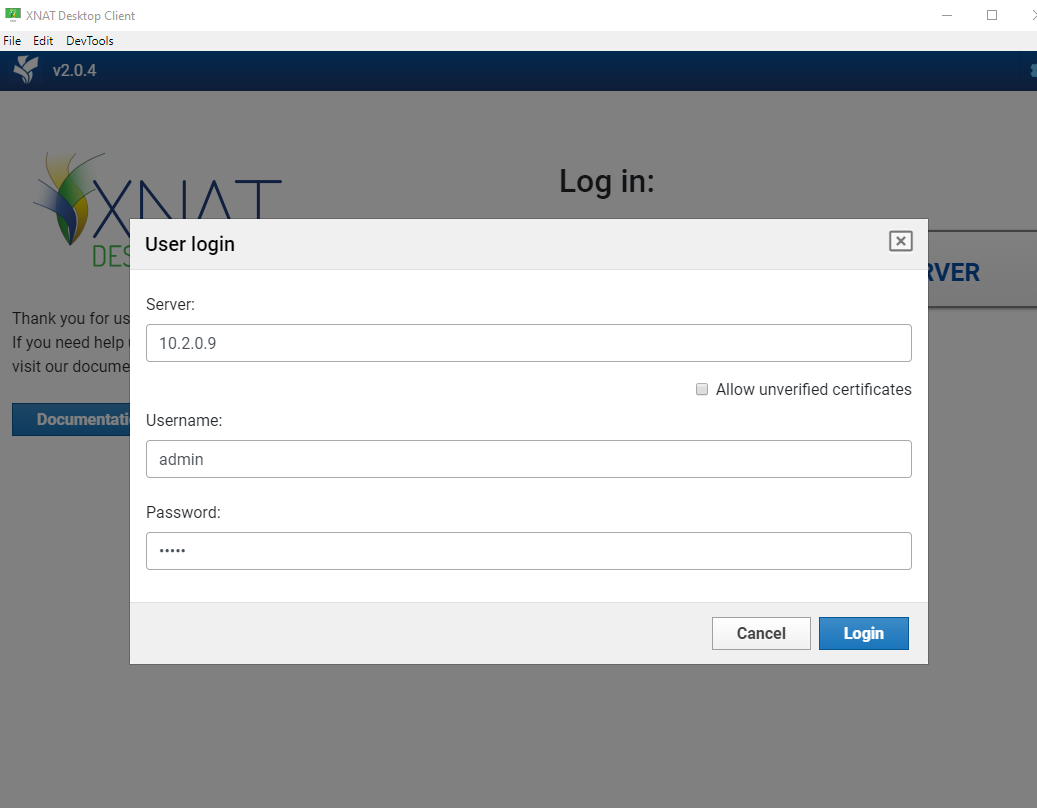 XNAT Desktop Client
File Edit DevTools
v2.0.4
XNAT
DES
Log in:
RVER
Thank you for us
If you need help
visit our docume
Documentati
User login
Server:
10.2.0.9
Allow unverified certificates
Username:
admin
Password:
•••••
Cancel Login